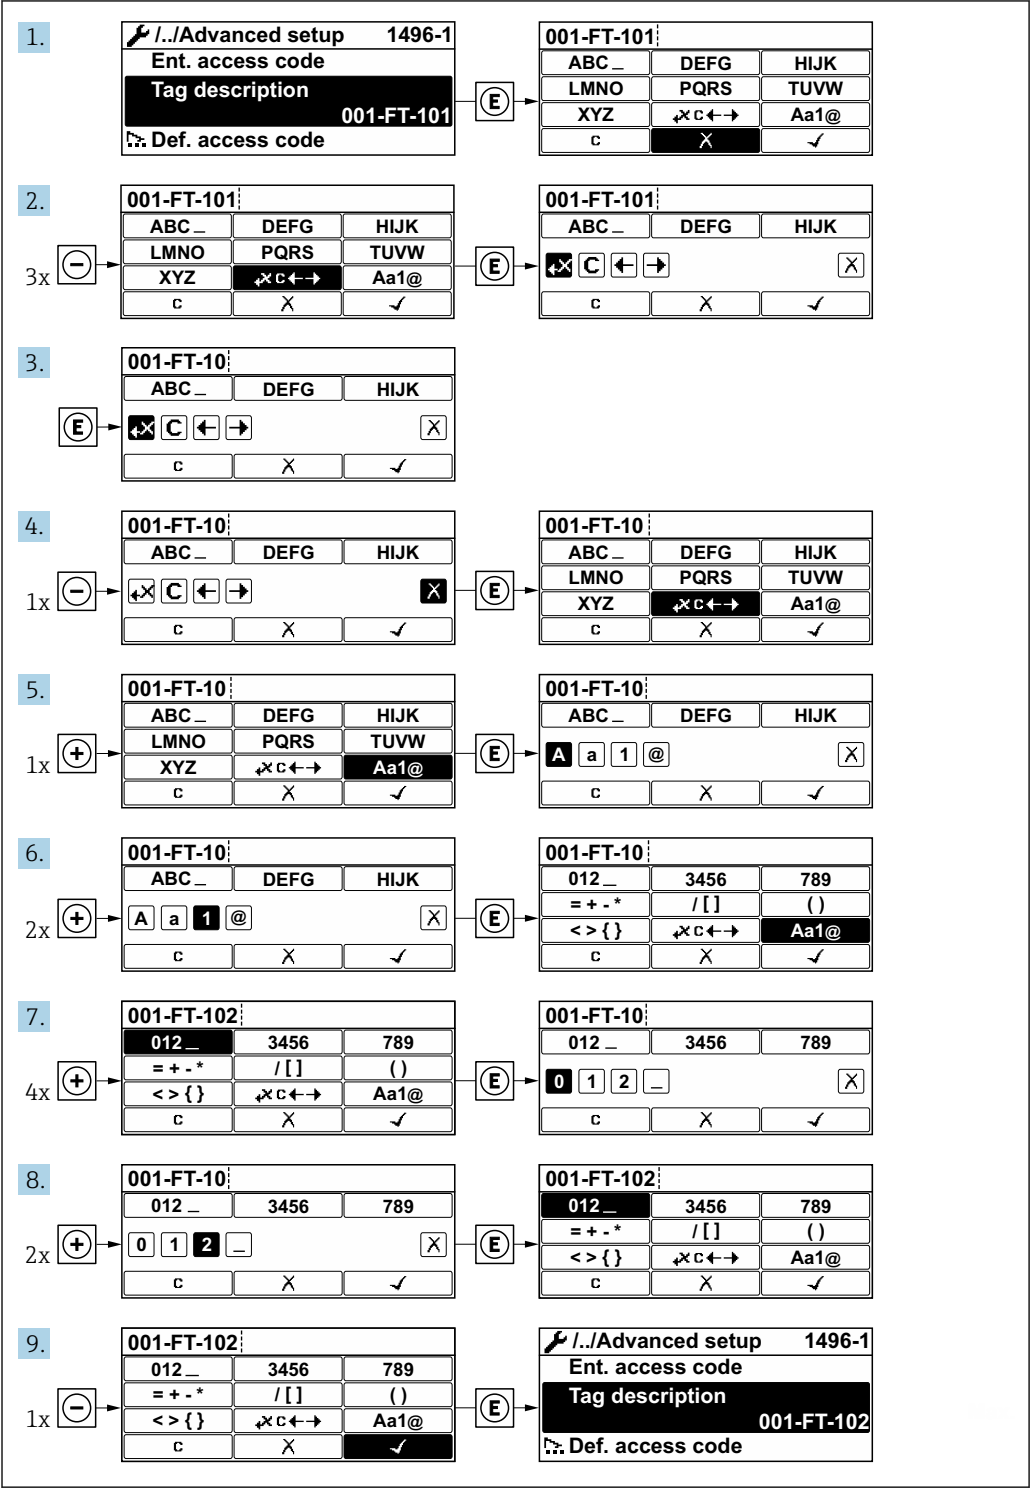 1.
/../Advanced setup 1496-1
Ent. access code
Tag description
001-FT-101
Def. access code
E
001-FT-101
ABC_ DEFG HIJK
LMNO PQRS TUVW
XYZ C Aa1@
C X ✓
2.
3x
001-FT-101
ABC_ DEFG HIJK
LMNO PQRS TUVW
XYZ C Aa1@
C X ✓
E
001-FT-101
ABC_ DEFG HIJK
C ← → X
C X ✓
3.
E
001-FT-10
ABC_ DEFG HIJK
C ← → X
C X ✓
4.
1x
001-FT-10
ABC_ DEFG HIJK
C ← → X
C X ✓
E
001-FT-10
ABC_ DEFG HIJK
LMNO PQRS TUVW
XYZ C Aa1@
C X ✓
5.
1x
001-FT-10
ABC_ DEFG HIJK
LMNO PQRS TUVW
XYZ C Aa1@
C X ✓
E
001-FT-10
ABC_ DEFG HIJK
A a 1 @ X
C X ✓
6.
2x
001-FT-10
ABC_ DEFG HIJK
A a 1 @ X
C X ✓
E
001-FT-10
012_ 3456 789
= + - * / [ ] ( )
< > { } C Aa1@
C X ✓
7.
4x
001-FT-102
012_ 3456 789
= + - * / [ ] ( )
< > { } C Aa1@
C X ✓
E
001-FT-10
012_ 3456 789
0 1 2 _ X
C X ✓
8.
2x
001-FT-10
012_ 3456 789
0 1 2 _ X
C X ✓
E
001-FT-102
012_ 3456 789
= + - * / [ ] ( )
< > { } C Aa1@
C X ✓
9.
1x
001-FT-102
012_ 3456 789
= + - * / [ ] ( )
< > { } C Aa1@
C X ✓
E
/../Advanced setup 1496-1
Ent. access code
Tag description
001-FT-102
Def. access code